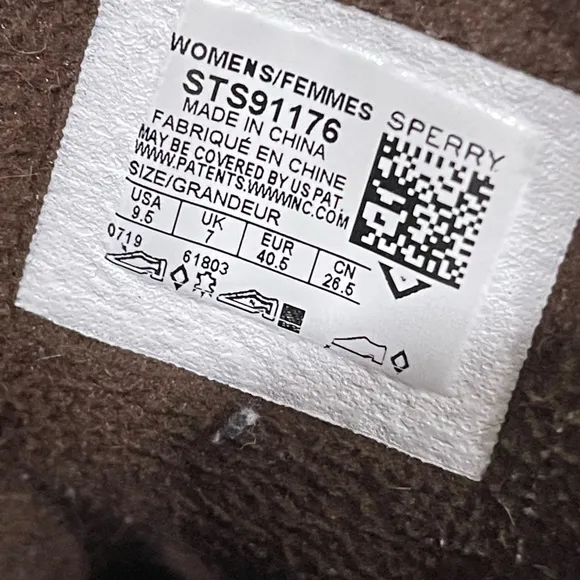 WOMENS/FEMMES
STS91176
SPERRY
MADE IN CHINA
FABRIQUÉ EN CHINE
MAY BE COVERED BY US PAT.
WWW.PATENTS.WWWINC.COM
SIZE/GRANDEUR
USA UK EUR CN
9.5 7 40.5 26.5
0719 61803